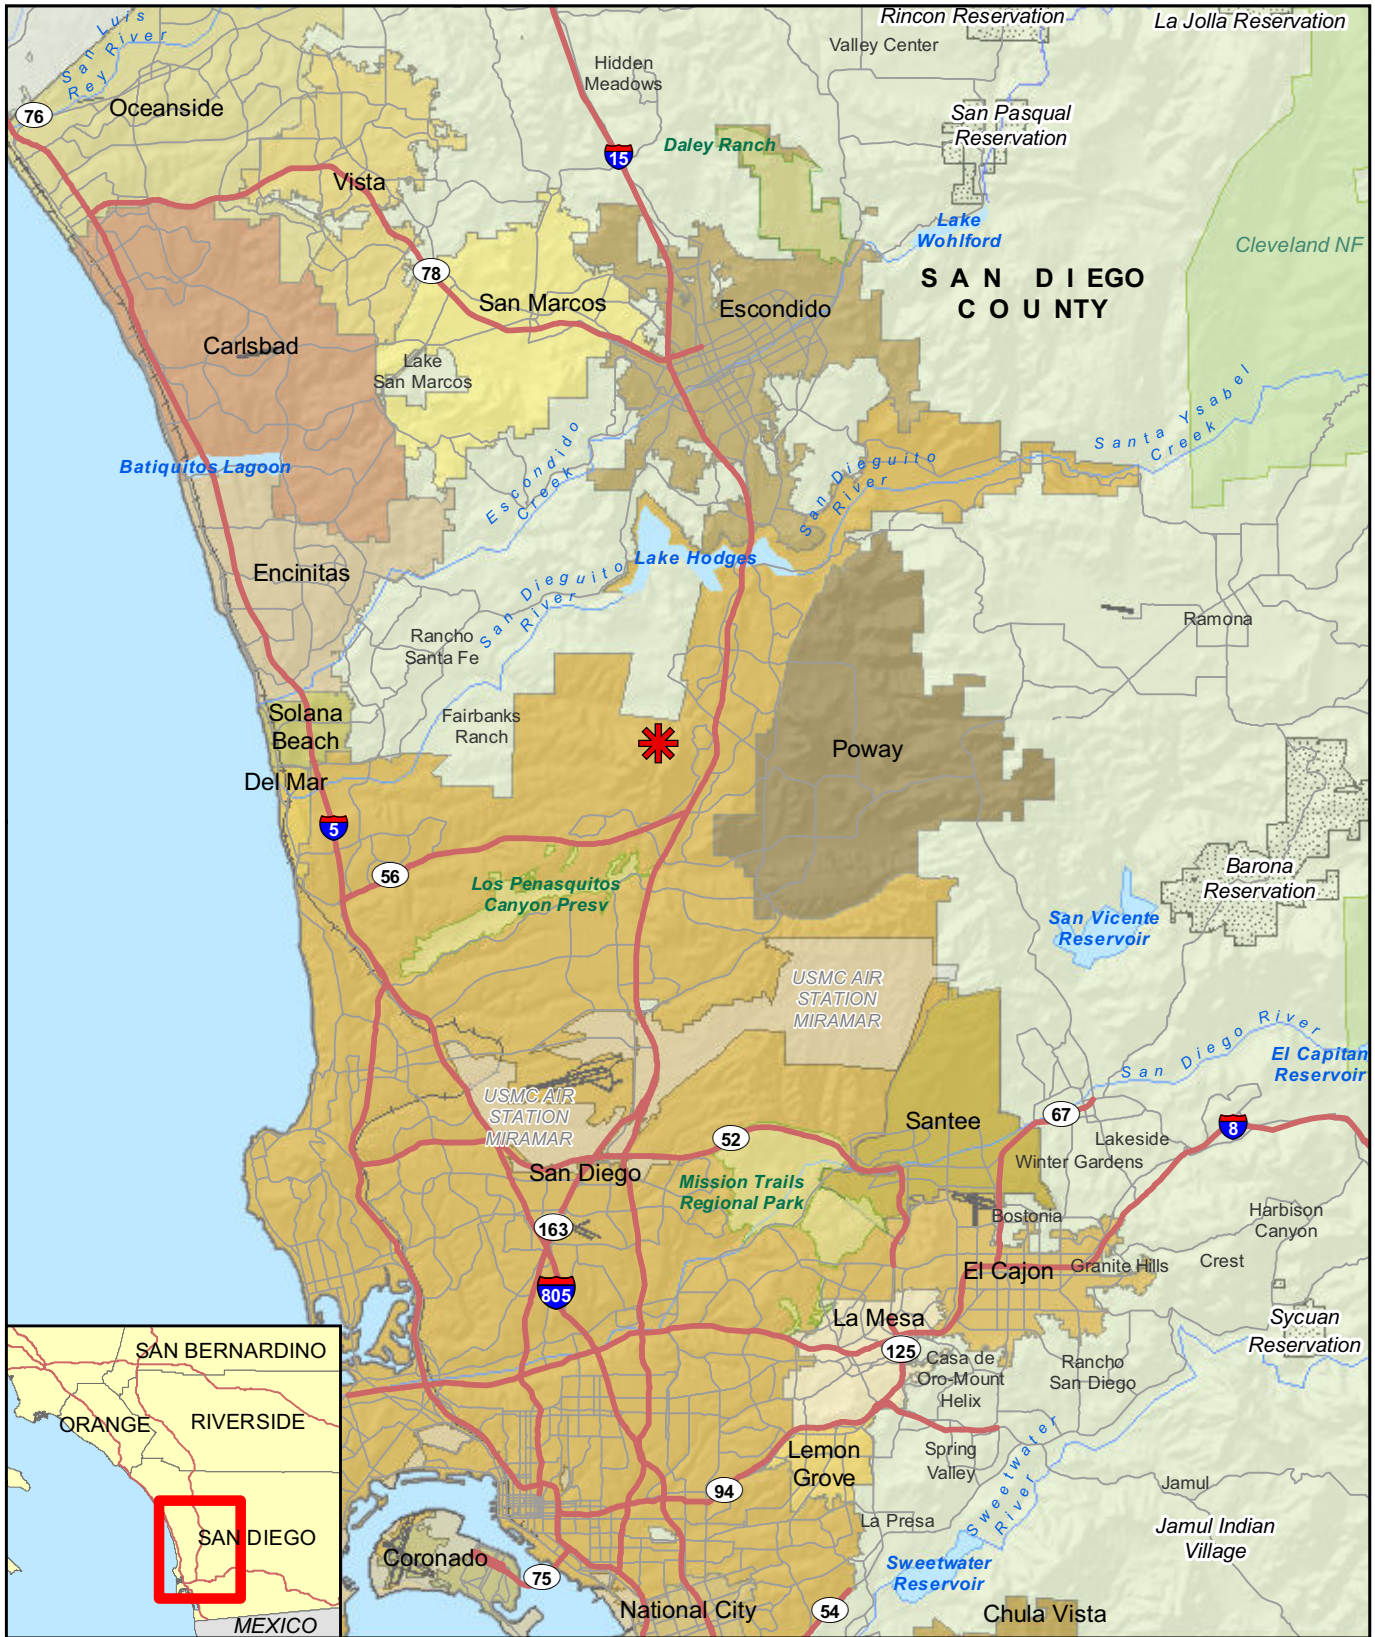 Rincon Reservation
La Jolla Reservation
San Luis
Rey River
Valley Center
Hidden
Meadows
Oceanside
76
San Pasqual
Reservation
Daley Ranch
15
Vista
Lake
Wohlford
Cleveland NF
SAN DIEGO
COUNTY
78
San Marcos
Escondido
Carlsbad
Lake
San Marcos
Santa Ysabel
Creek
Batiquitos Lagoon
Escondido
Creek
San Dieguito
River
Lake Hodges
Encinitas
San Dieguito
River
Ramona
Rancho
Santa Fe
Solana
Beach
Fairbanks
Ranch
Poway
Del Mar
5
56
Los Penasquitos
Canyon Presv
Barona
Reservation
San Vicente
Reservoir
USMC AIR
STATION
MIRAMAR
San Diego River
El Capitan
Reservoir
USMC AIR
STATION
MIRAMAR
Santee
67
8
52
Lakeside
Winter Gardens
San Diego
Mission Trails
Regional Park
163
Bostonia
Harbison
Canyon
El Cajon
Granite Hills
Crest
805
La Mesa
Sycuan
Reservation
125
Casa de
Oro-Mount
Helix
Rancho
San Diego
SAN BERNARDINO
ORANGE
RIVERSIDE
SAN DIEGO
MEXICO
Lemon
Grove
Spring
Valley
Sweetwater
River
94
Jamul
La Presa
Jamul Indian
Village
Coronado
75
Sweetwater
Reservoir
National City
54
Chula Vista